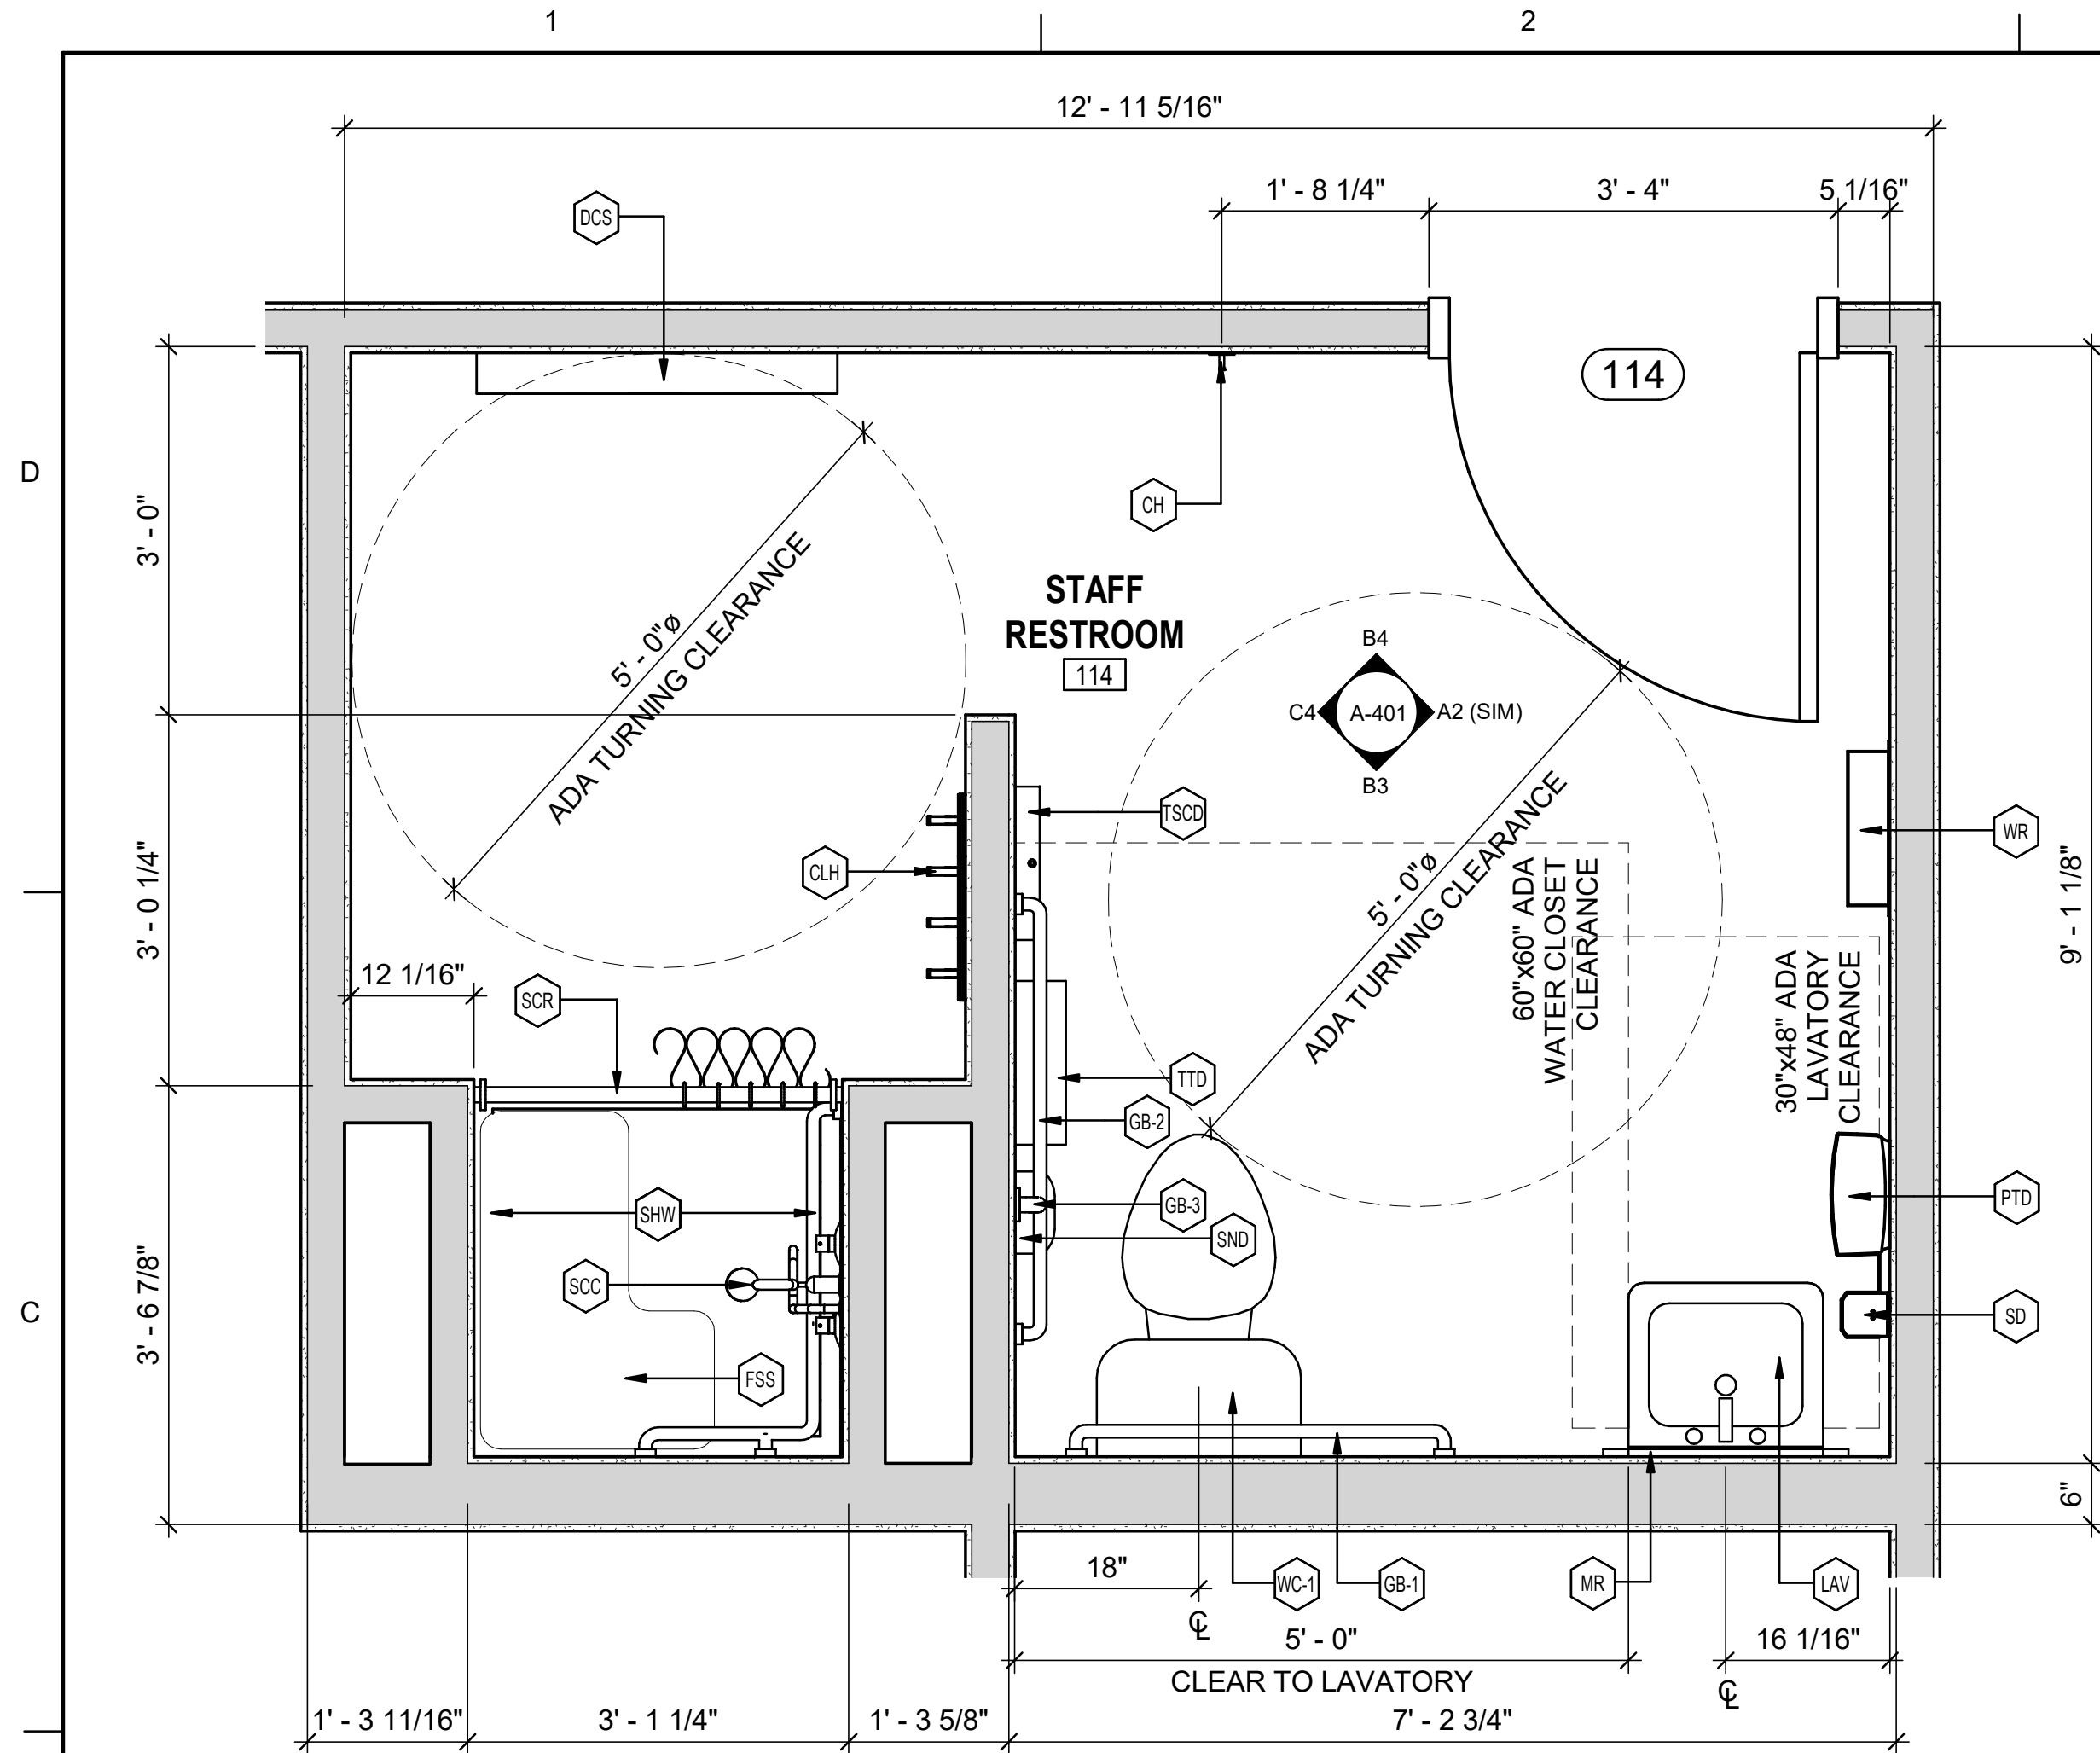 1
2
12' - 11 5/16"
1' - 8 1/4"
3' - 4"
5 1/16"
DCS
114
D
3' - 0"
CH
5' - 0"ø
ADA TURNING CLEARANCE
STAFF
RESTROOM
114
B4
C4
A-401
A2 (SIM)
B3
TSCD
WR
CLH
3' - 0 1/4"
9' - 1 1/8"
5' - 0"ø
ADA TURNING CLEARANCE
60"x60" ADA
WATER CLOSET
CLEARANCE
30"x48" ADA
LAVATORY
CLEARANCE
12 1/16"
SCR
TTD
GB-2
GB-3
SND
PTD
SHW
SCC
SD
C
3' - 6 7/8"
FSS
6"
18"
WC-1
GB-1
MR
LAV
℄
5' - 0"
CLEAR TO LAVATORY
16 1/16"
℄
1' - 3 11/16"
3' - 1 1/4"
1' - 3 5/8"
7' - 2 3/4"